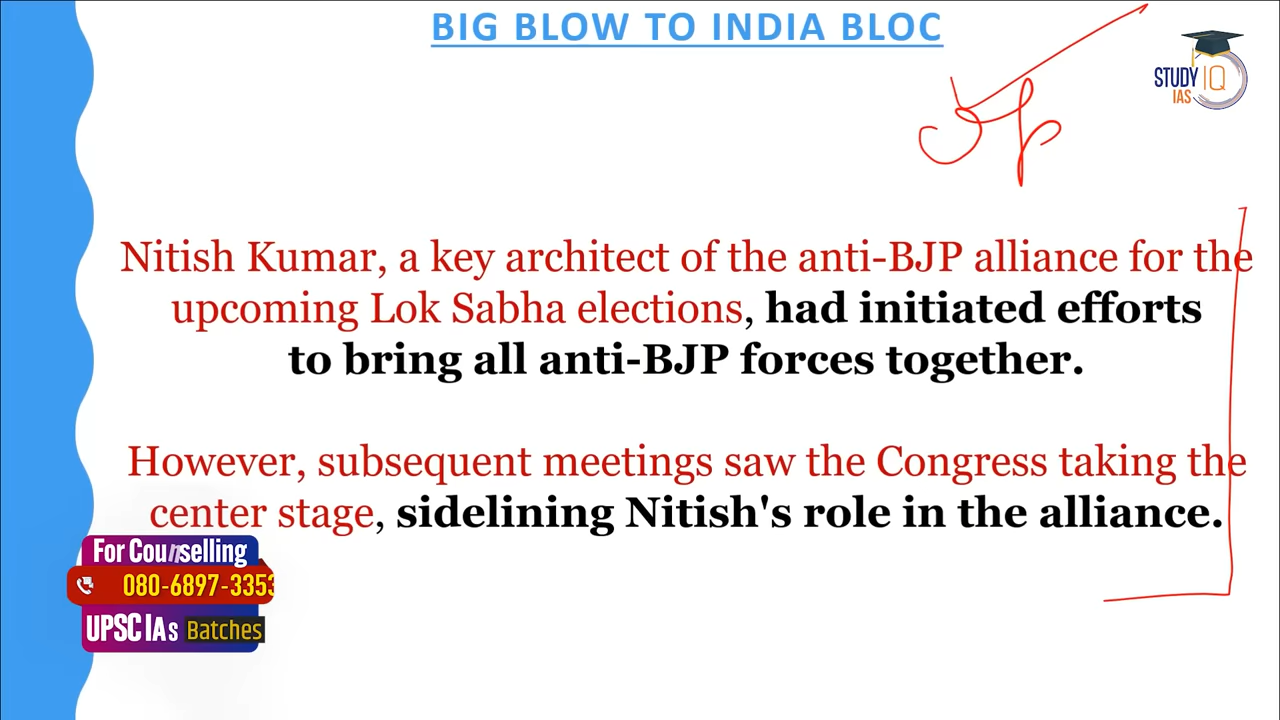 BIG BLOW TO INDIA BLOC
STUDY IQ
IAS
Nitish Kumar, a key architect of the anti-BJP alliance for the
upcoming Lok Sabha elections, had initiated efforts
to bring all anti-BJP forces together.
However, subsequent meetings saw the Congress taking the
center stage, sidelining Nitish's role in the alliance.
For Counselling
080-6897-3353
UPSC IAs Batches